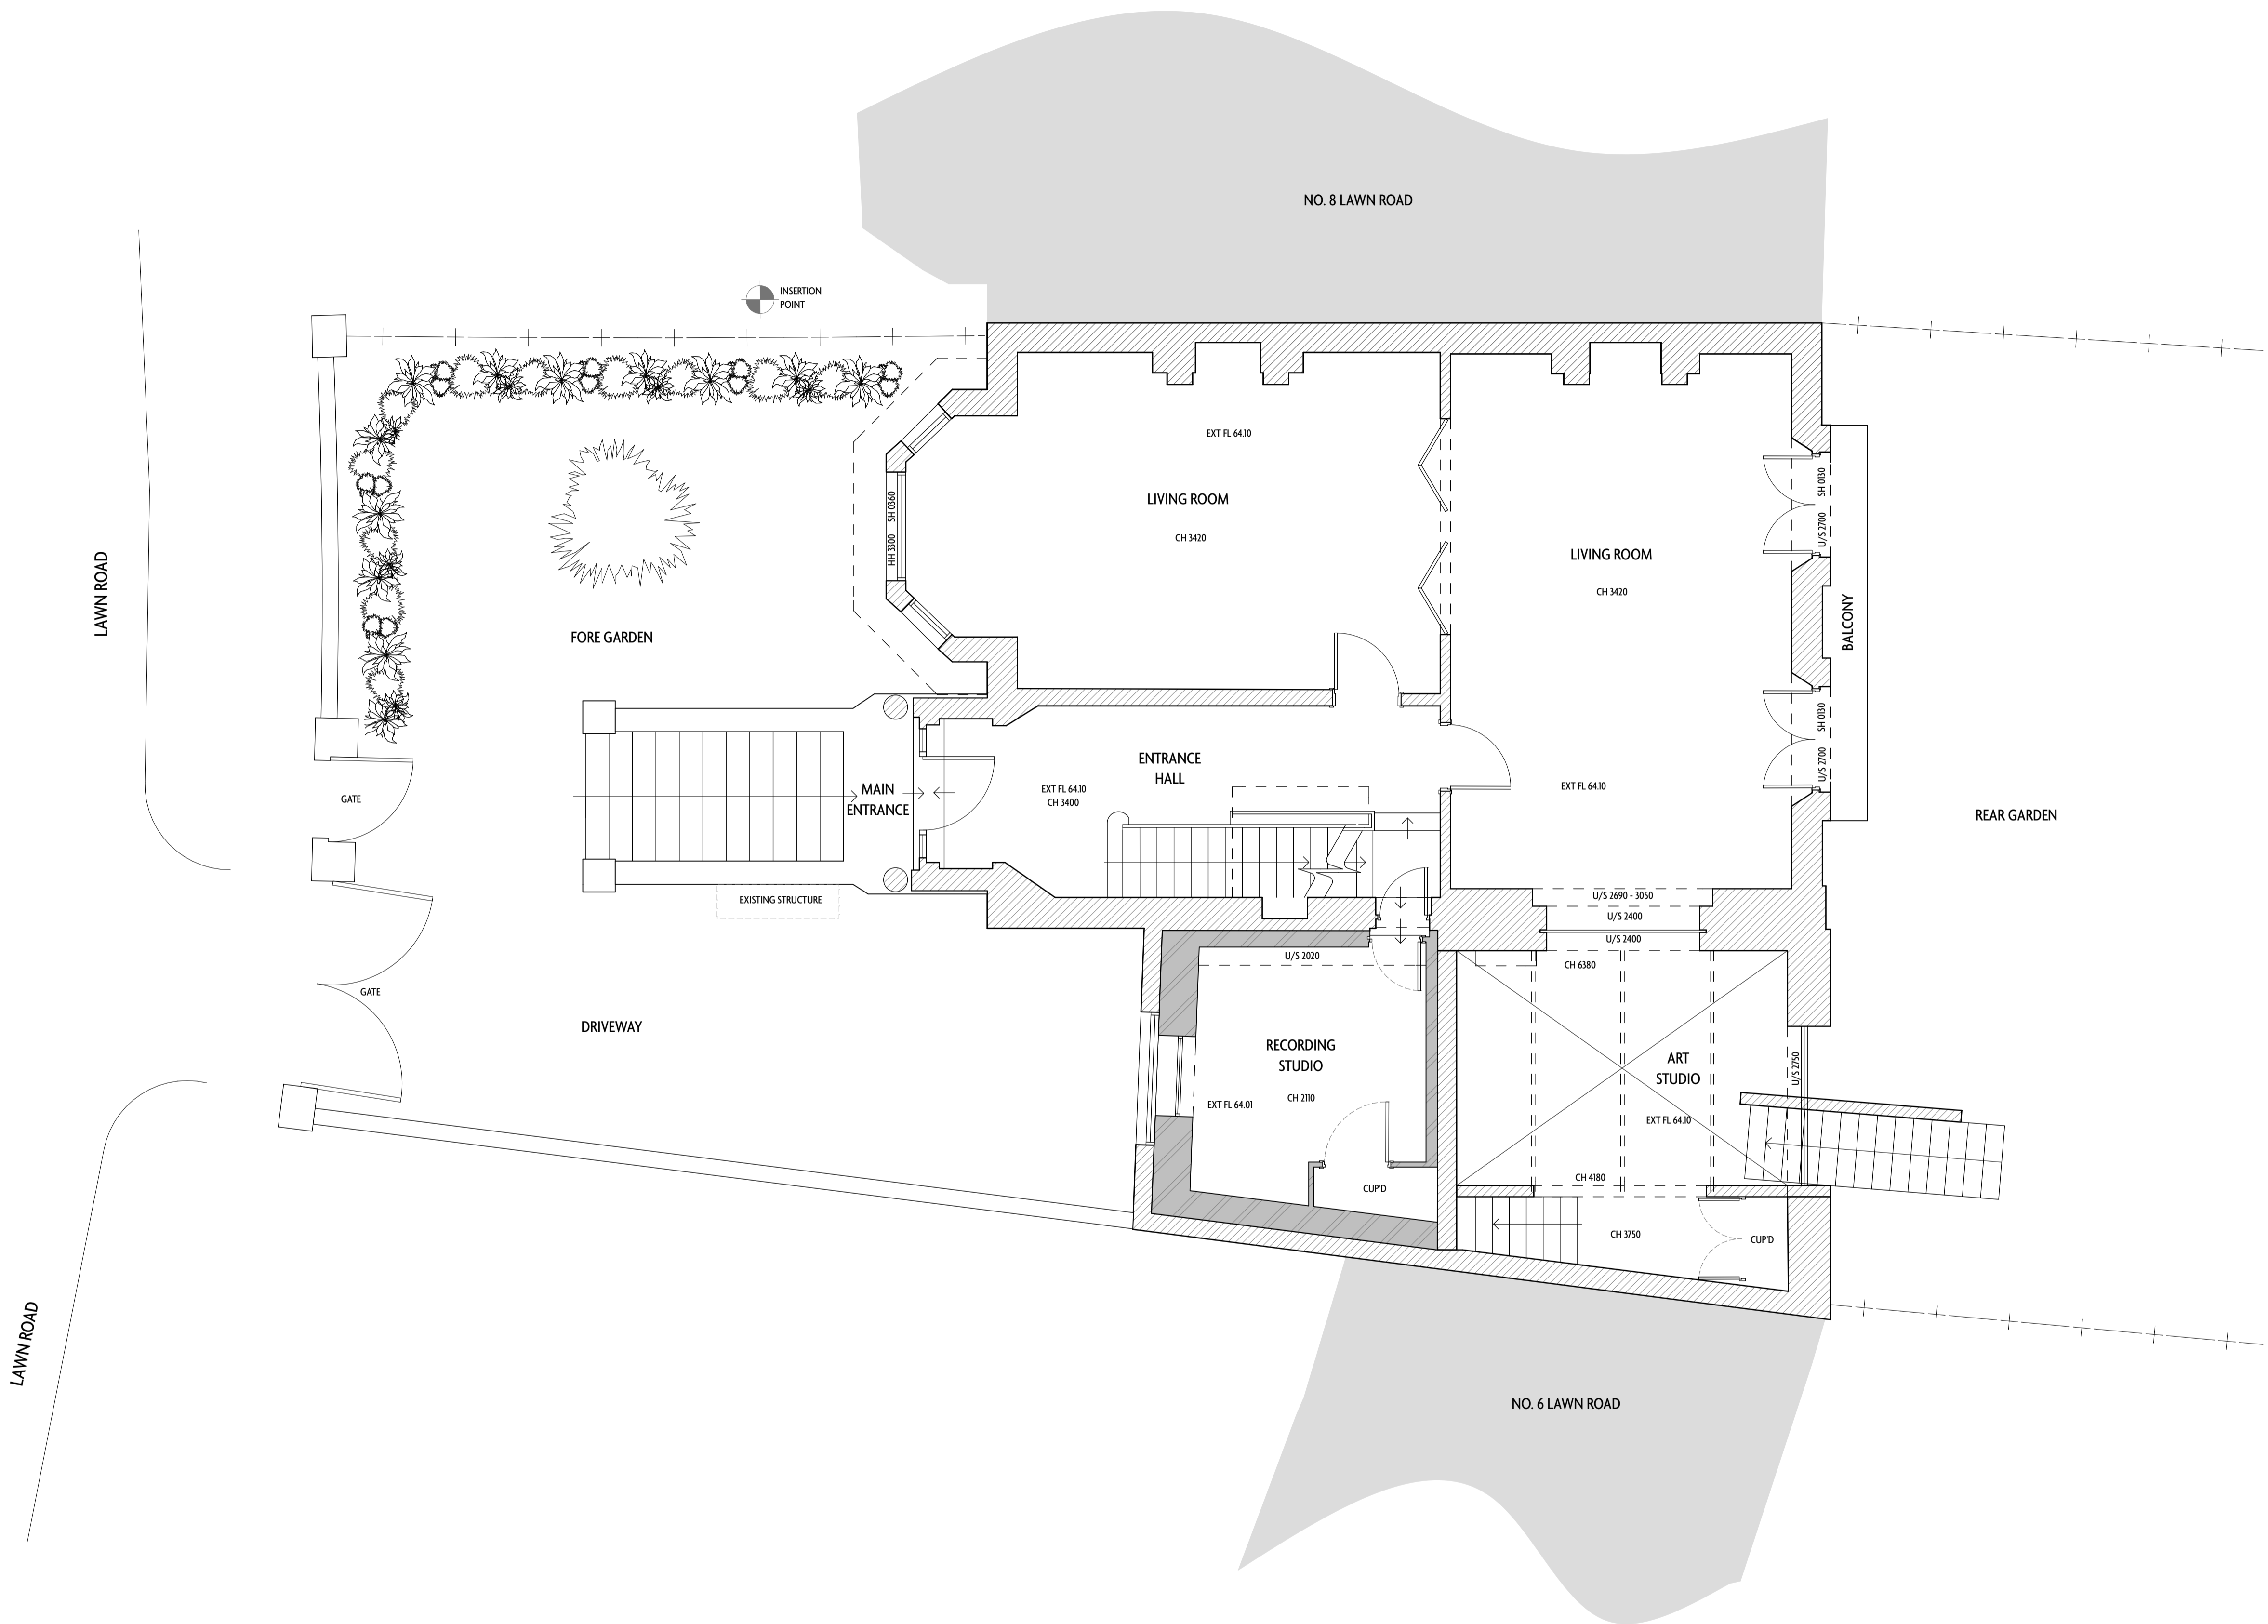 NO. 8 LAWN ROAD
INSERTION
POINT
EXT FL 64.10
LIVING ROOM
CH 3420
SH 0360
HH 3300
LIVING ROOM
CH 3420
SH 0130
U/S 2700
BALCONY
LAWN ROAD
FORE GARDEN
SH 0130
U/S 2700
ENTRANCE
HALL
EXT FL 64.10
CH 3400
MAIN
ENTRANCE
GATE
EXT FL 64.10
REAR GARDEN
EXISTING STRUCTURE
U/S 2690 - 3050
U/S 2400
U/S 2400
U/S 2020
CH 6380
GATE
DRIVEWAY
RECORDING
STUDIO
CH 2110
EXT FL 64.01
ART
STUDIO
U/S 2750
EXT FL 64.10
CH 4180
CUP'D
CH 3750
CUP'D
LAWN ROAD
NO. 6 LAWN ROAD